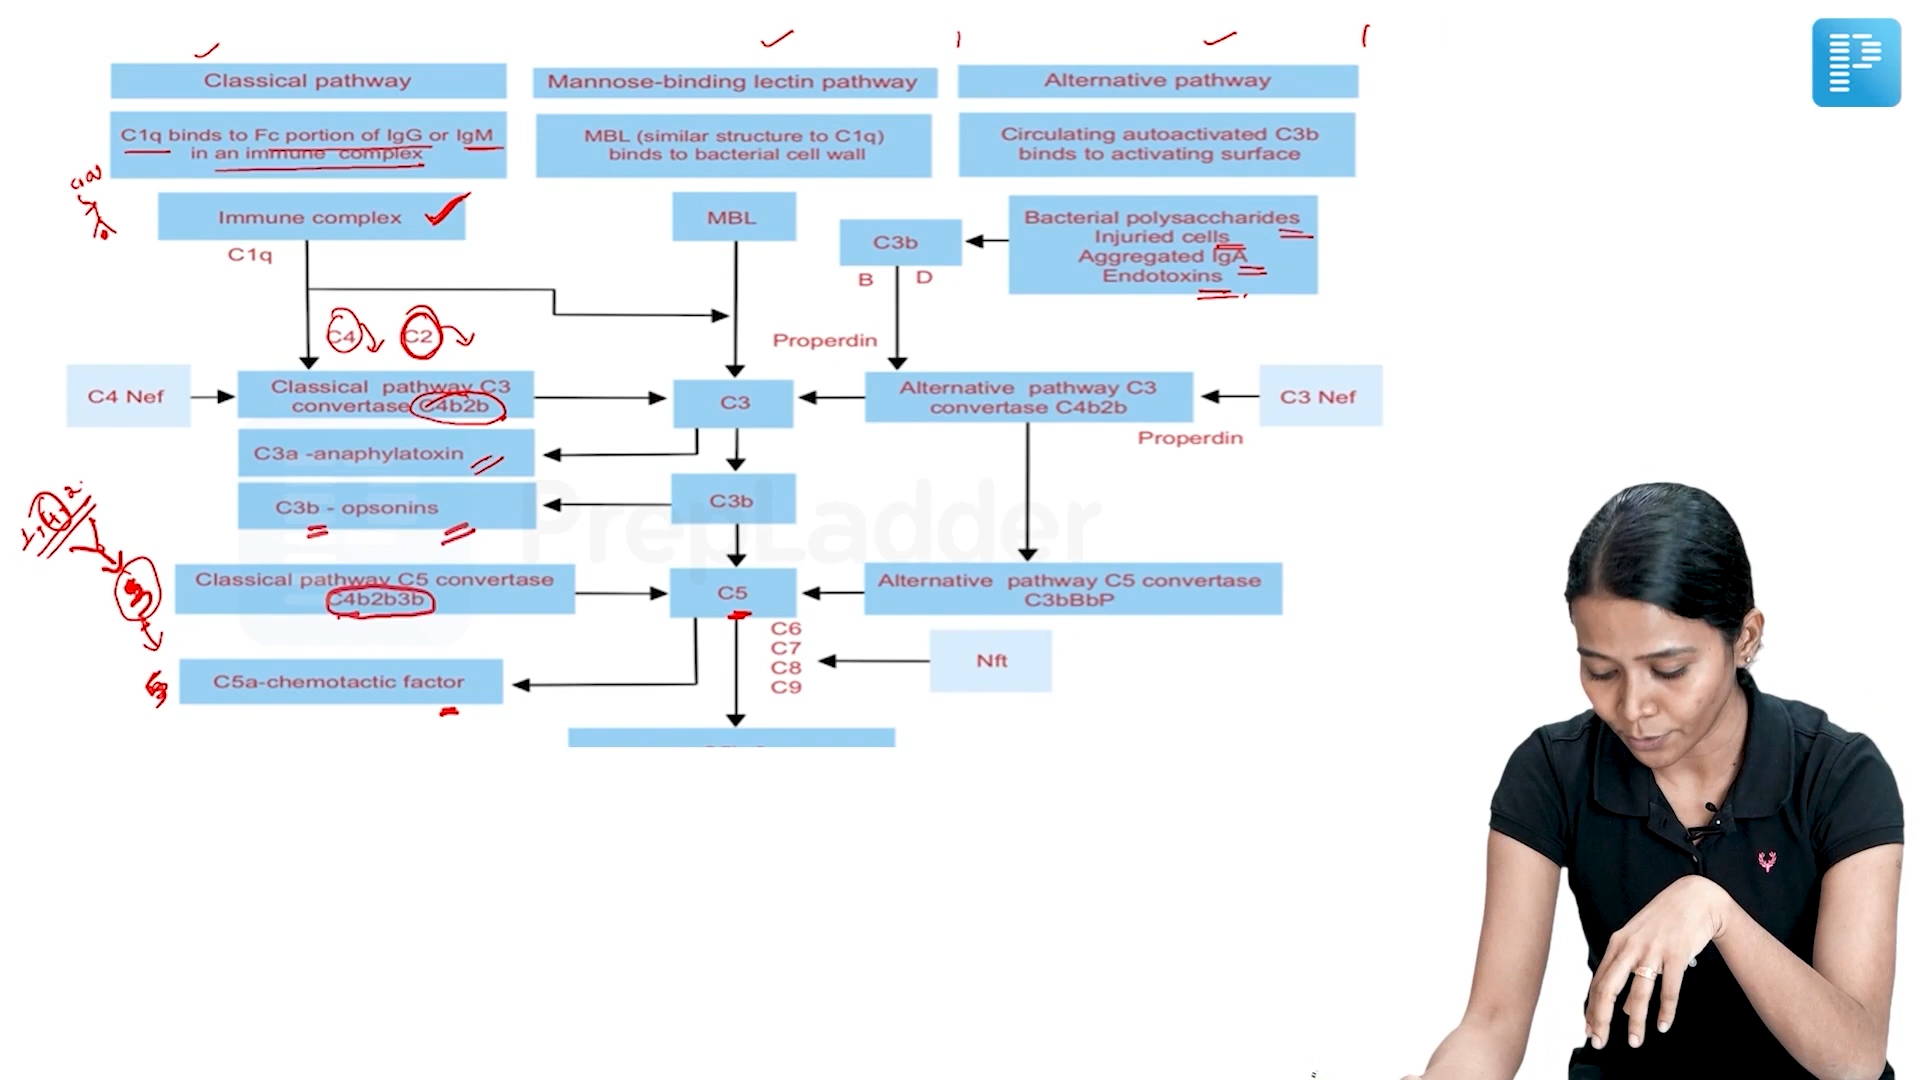 Classical pathway
Mannose-binding lectin pathway
Alternative pathway
C1q binds to Fc portion of IgG or IgM
in an immune complex
MBL (similar structure to C1q)
binds to bacterial cell wall
Circulating autoactivated C3b
binds to activating surface
Immune complex
C1q
MBL
C3b
B D
Bacterial polysaccharides
Injuried cells
Aggregated IgA
Endotoxins
C4 C2
Properdin
C4 Nef
Classical pathway C3
convertase C4b2b
C3
Alternative pathway C3
convertase C4b2b
C3 Nef
Properdin
C3a -anaphylatoxin
C3b - opsonins
C3b
PrepLadder
Classical pathway C5 convertase
C4b2b3b
C5
Alternative pathway C5 convertase
C3bBbP
C6
C7
C8
C9
Nft
C5a-chemotactic factor